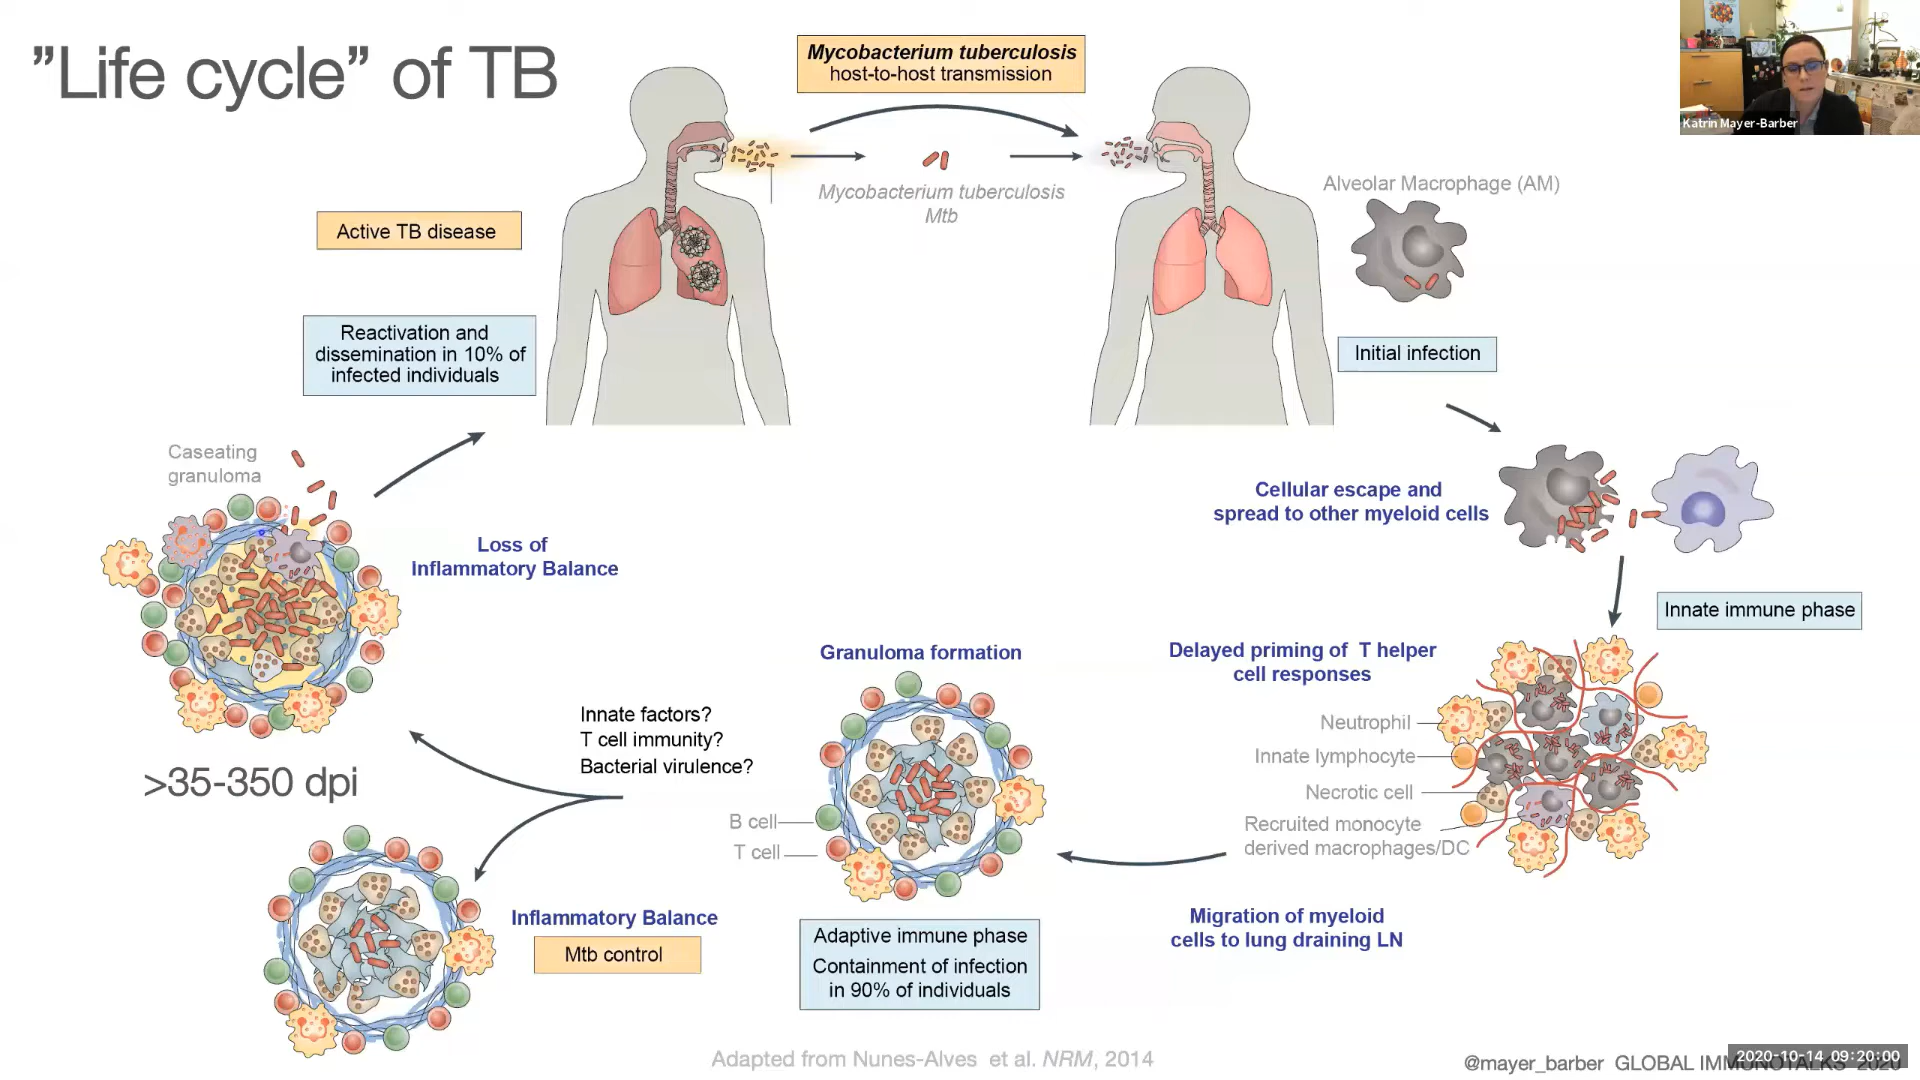 ”Life cycle” of TB
Mycobacterium tuberculosis
host-to-host transmission
Katrin Mayer-Barber
Mycobacterium tuberculosis
Mtb
Alveolar Macrophage (AM)
Active TB disease
Reactivation and
dissemination in 10% of
infected individuals
Initial infection
Caseating
granuloma
Cellular escape and
spread to other myeloid cells
Loss of
Inflammatory Balance
Innate immune phase
Granuloma formation
Delayed priming of T helper
cell responses
Innate factors?
T cell immunity?
Bacterial virulence?
Neutrophil
Innate lymphocyte
Necrotic cell
Recruited monocyte
derived macrophages/DC
>35-350 dpi
B cell
T cell
Inflammatory Balance
Mtb control
Adaptive immune phase
Containment of infection
in 90% of individuals
Migration of myeloid
cells to lung draining LN
Adapted from Nunes-Alves et al. NRM, 2014
@mayer_barber GLOBAL IMMUNOTALKS 2020
2020-10-14 09:20:00